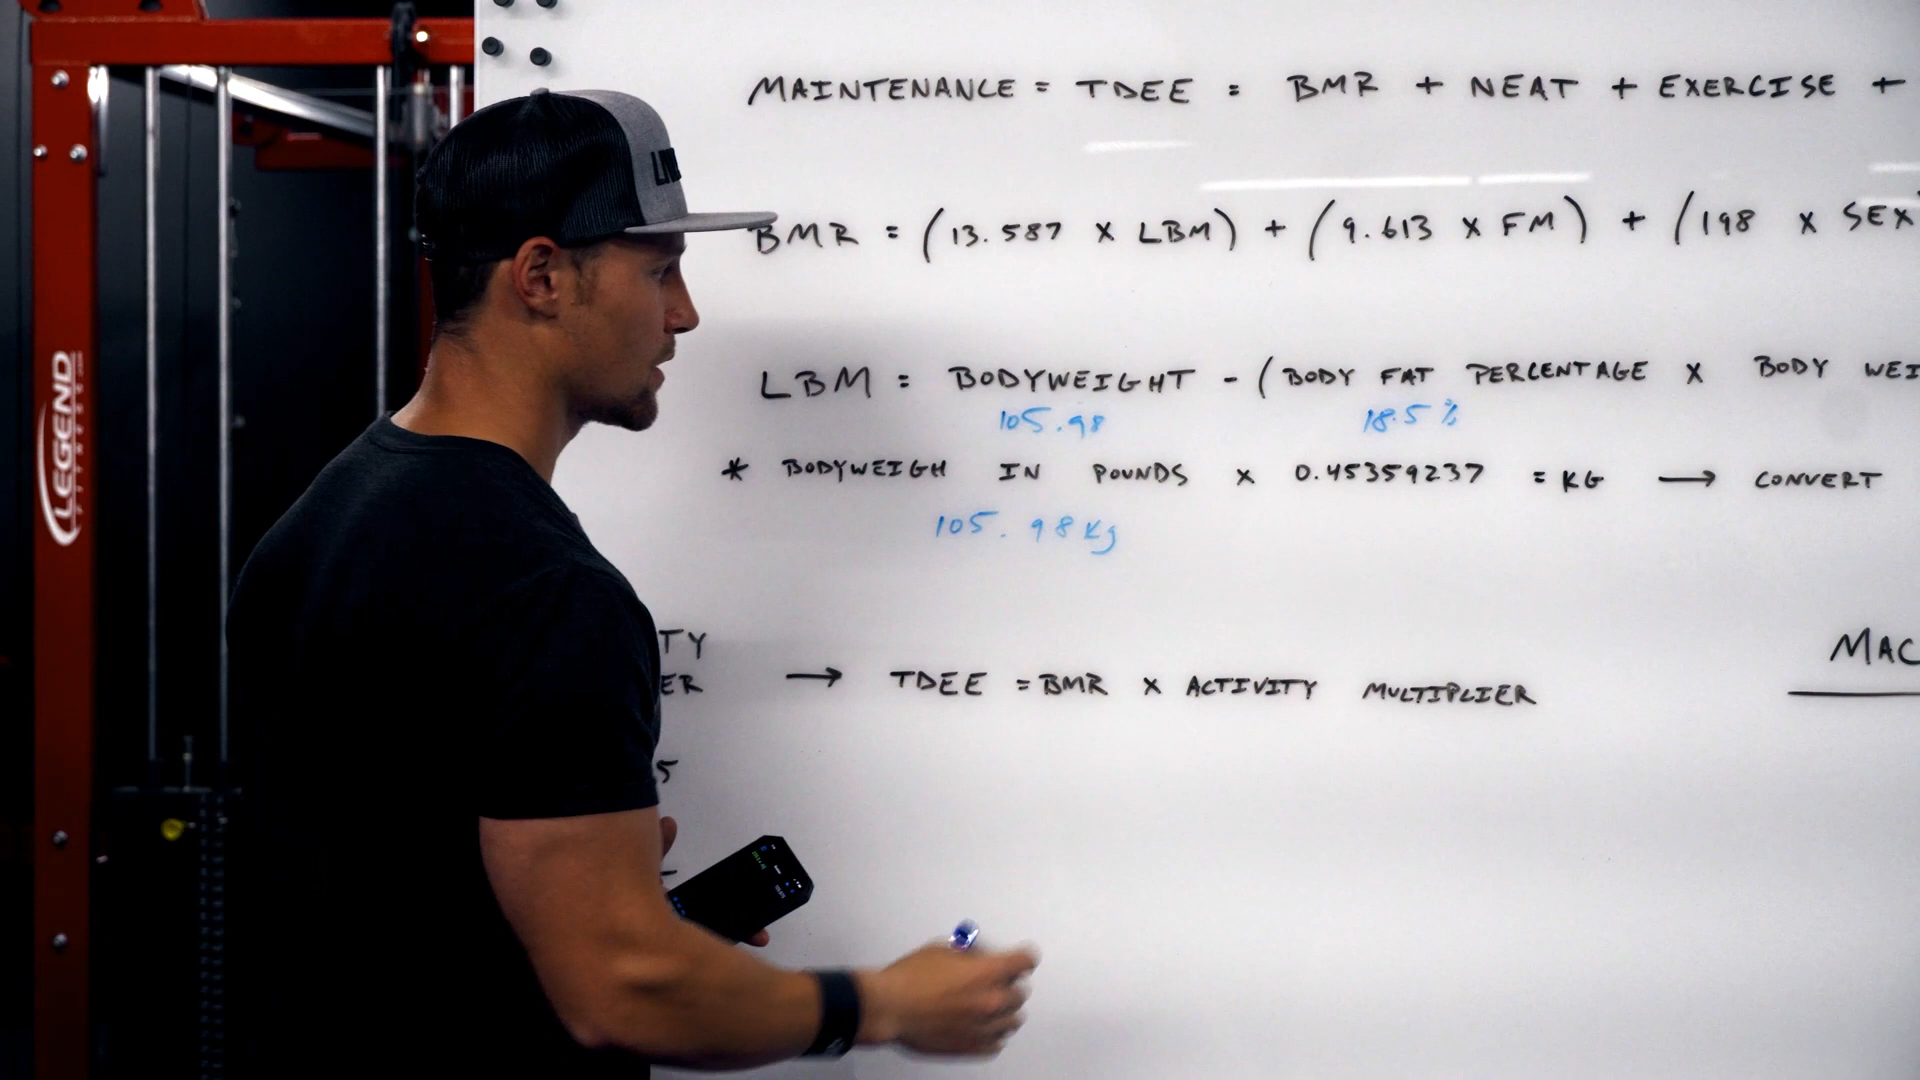 MAINTENANCE = TDEE = BMR + NEAT + EXERCISE +
BMR = (13.587 X LBM) + (9.613 X FM) + (198 X SEX
LBM = BODYWEIGHT - (BODY FAT PERCENTAGE X BODY WEI
105.98 18.5%
* BODYWEIGH IN POUNDS X 0.45359237 = KG → CONVERT
105.98Kg
TY
ER → TDEE = BMR X ACTIVITY MULTIPLIER
MAC
5
LEGEND